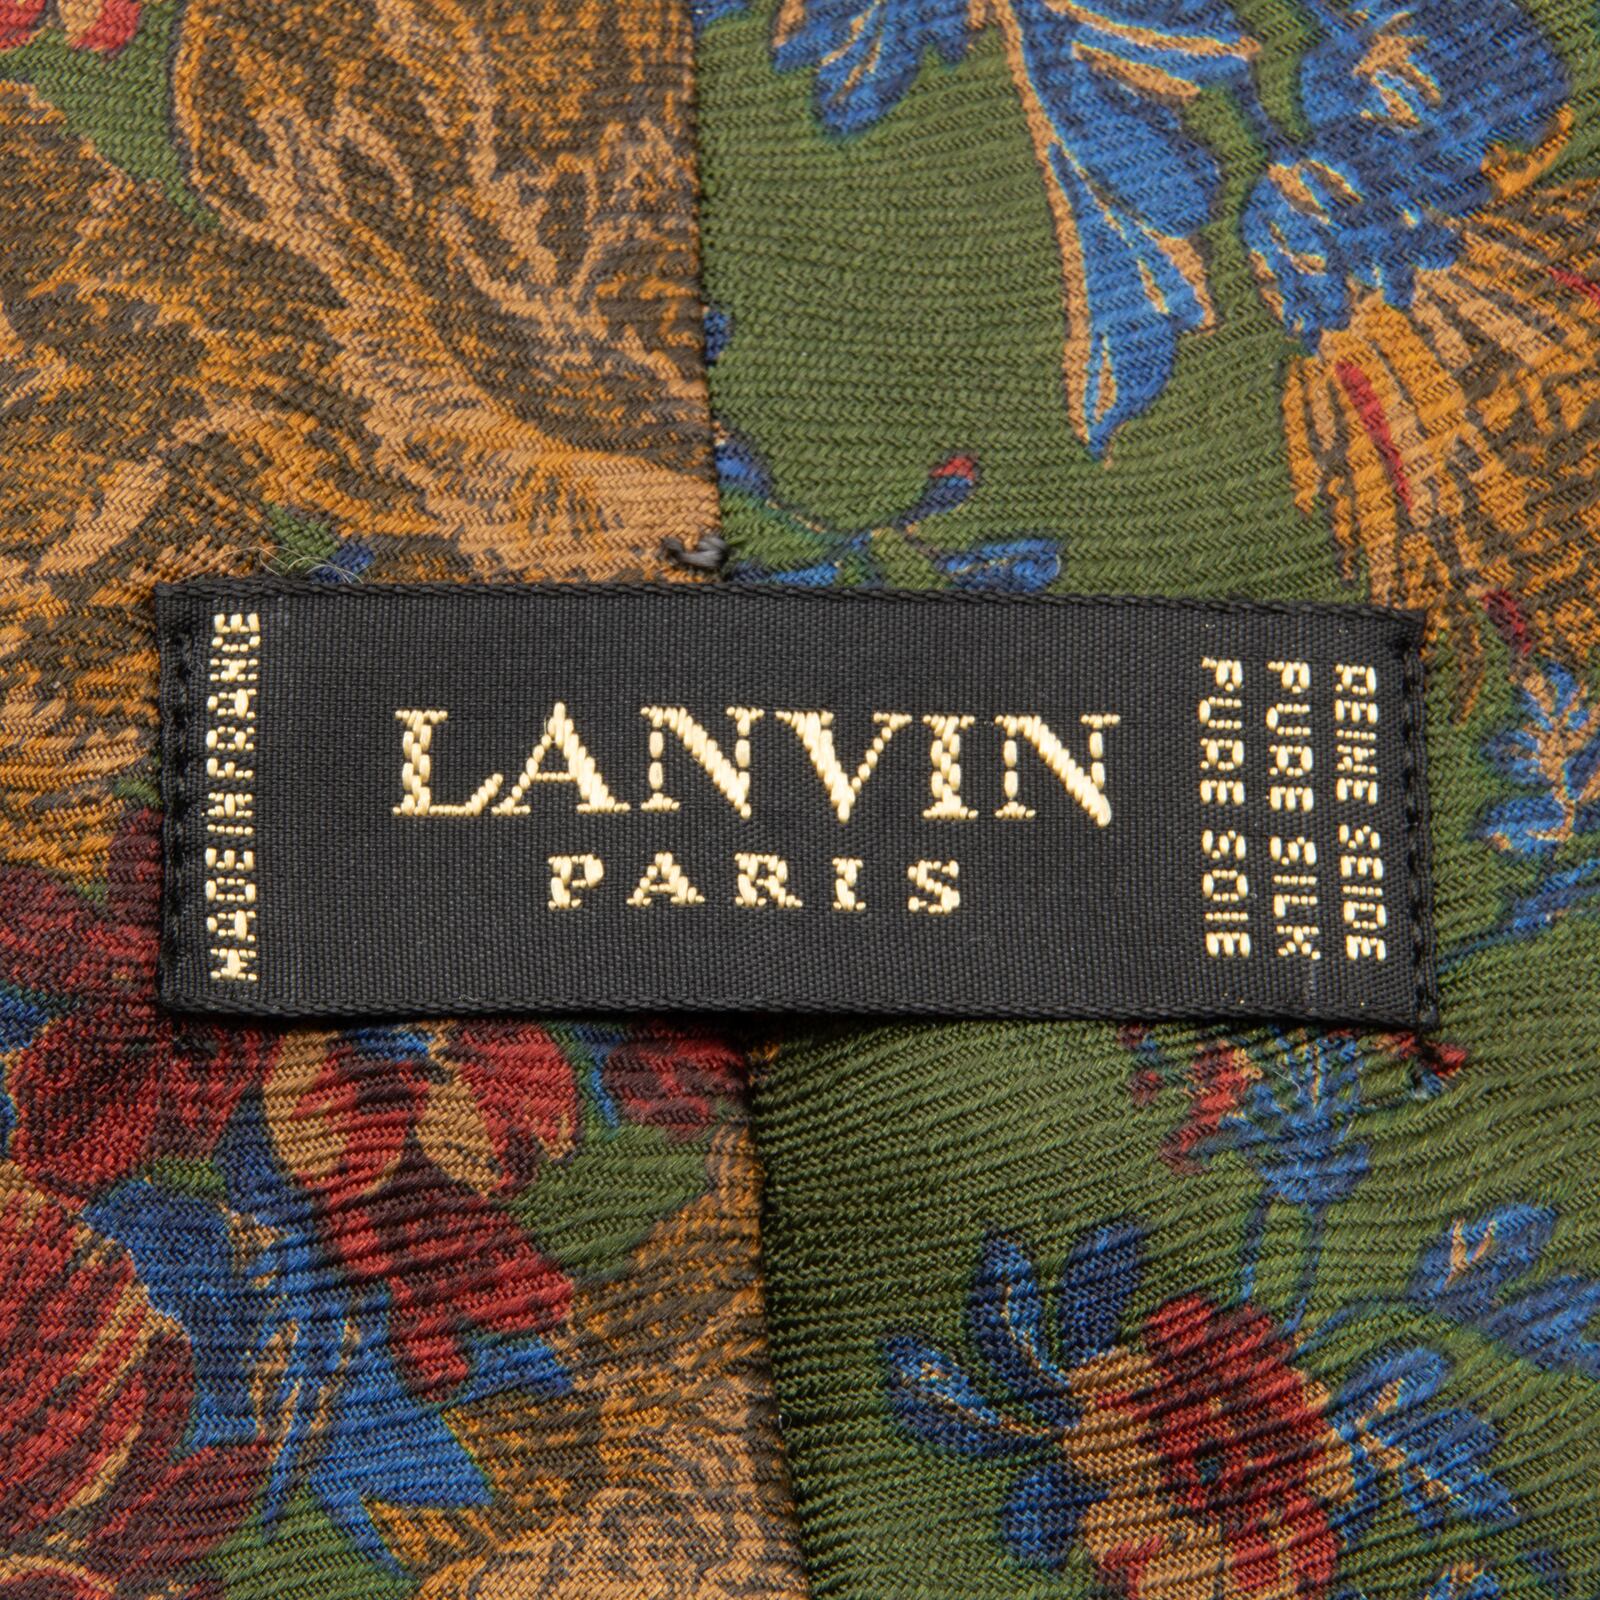 MADE IN FRANCE
LANVIN
PARIS
REINE SEIDE
PURE SILK
PURE SOIE